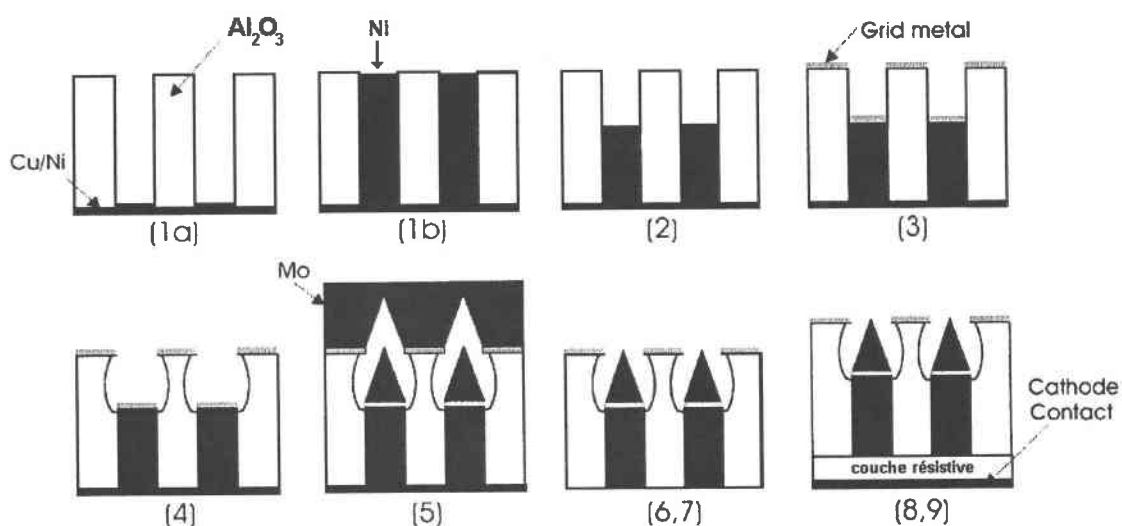 Al₂O₃
Ni
Grid metal
Cu/Ni
(1a)
(1b)
(2)
(3)
Mo
Cathode
Contact
couche résistive
(4)
(5)
(6,7)
(8,9)